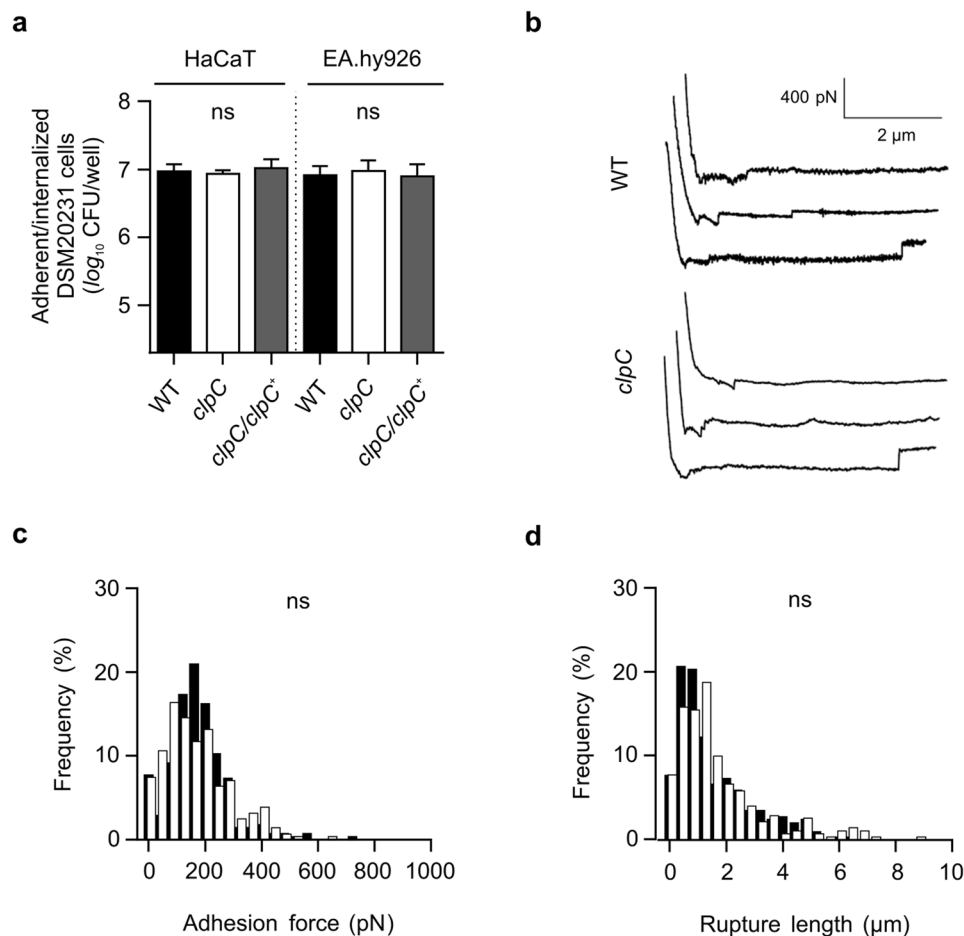 a
HaCaT
EA.hy926
8
7
6
5
ns
ns
Adherent/internalized
DSM20231 cells
(log₁₀ CFU/well)
WT
clpC
clpC/clpC⁺
WT
clpC
clpC/clpC⁺
b
400 pN
2 µm
WT
clpC
c
30
20
10
0
ns
Frequency (%)
0 200 400 600 800 1000
Adhesion force (pN)
d
30
20
10
0
ns
Frequency (%)
0 2 4 6 8 10
Rupture length (µm)